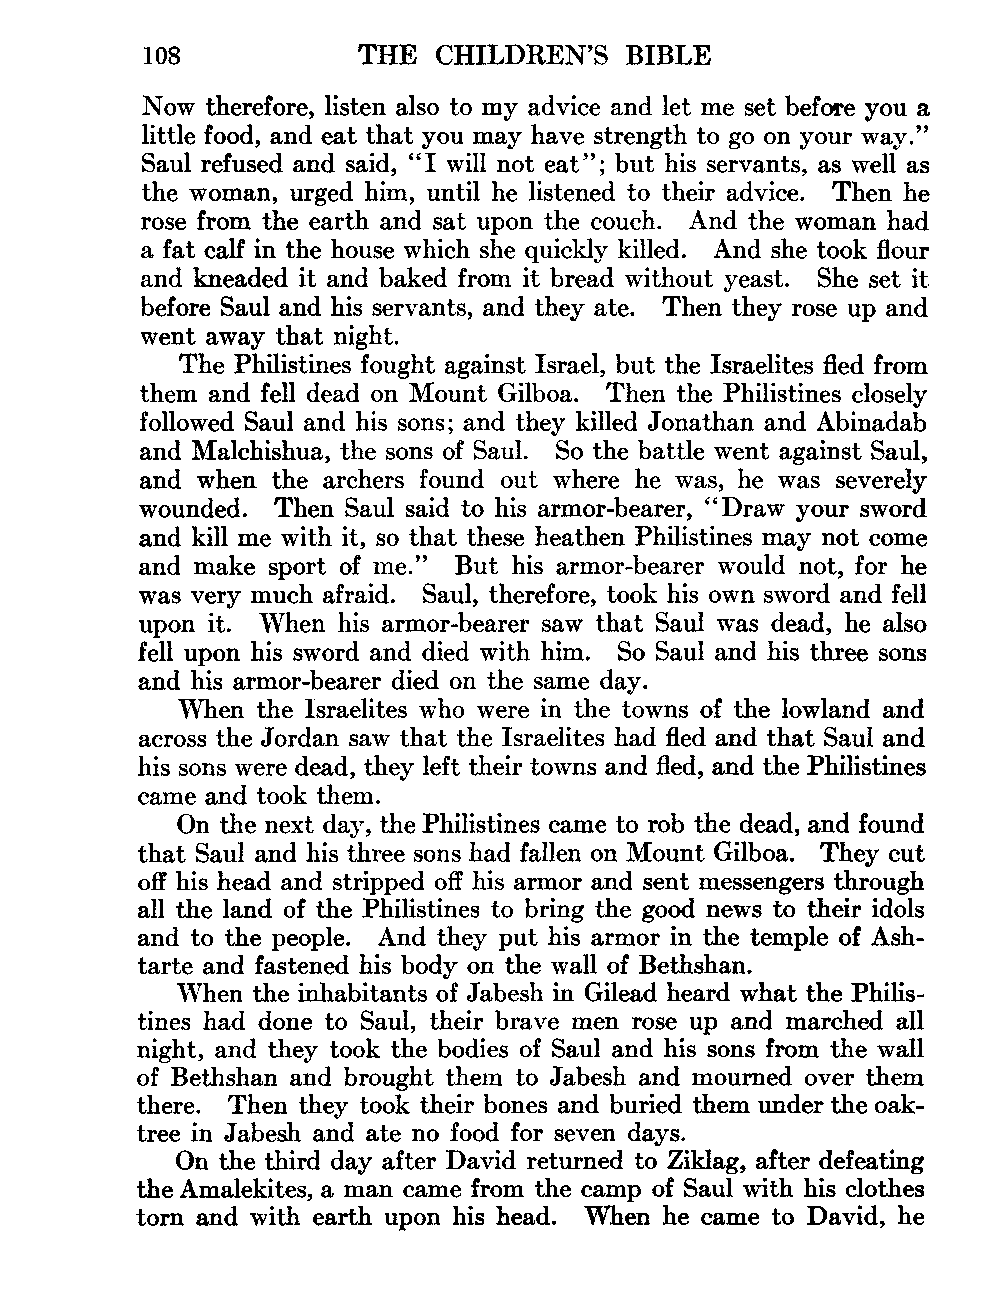 108 THE CHILDREN'S BIBLE
Now therefore, listen also to my advice and let me set before you a
little food, and eat that you may have strength to go on your way."
Saul refused and said, "I will not eat"; but his servants, as well as
the woman, urged him, until he listened to their advice. Then he
rose from the earth and sat upon the couch. And the woman had
a fat calf in the house which she quickly killed. And she took flour
and kneaded it and baked from it bread without yeast. She set it
before Saul and his servants, and they ate. Then they rose up and
went away that night.
The Philistines fought against Israel, but the Israelites fled from
them and fell dead on Mount Gilboa. Then the Philistines closely
followed Saul and his sons; and they killed Jonathan and Abinadab
and Malchishua, the sons of Saul. So the battle went against Saul,
and when the archers found out where he was, he was severely
wounded. Then Saul said to his armor-bearer, "Draw your sword
and kill me with it, so that these heathen Philistines may not come
and make sport of me." But his armor-bearer would not, for he
was very much afraid. Saul, therefore, took his own sword and fell
upon it. When his armor-bearer saw that Saul was dead, he also
fell upon his sword and died with him. So Saul and his three sons
and his armor-bearer died on the same day.
When the Israelites who were in the towns of the lowland and
across the Jordan saw that the Israelites had fled and that Saul and
his sons were dead, they left their towns and fled, and the Philistines
came and took them.
On the next day, the Philistines came to rob the dead, and found
that Saul and his three sons had fallen on Mount Gilboa. They cut
off his head and stripped off his armor and sent messengers through
all the land of the Philistines to bring the good news to their idols
and to the people. And they put his armor in the temple of Ash-
tarte and fastened his body on the wall of Bethshan.
When the inhabitants of Jabesh in Gilead heard what the Philis-
tines had done to Saul, their brave men rose up and marched all
night, and they took the bodies of Saul and his sons from the wall
of Bethshan and brought them to Jabesh and mourned over them
there. Then they took their bones and buried them under the oak-
tree in Jabesh and ate no food for seven days.
On the third day after David returned to Ziklag, after defeating
the Amalekites, a man came from the camp of Saul with his clothes
torn and with earth upon his head. When he came to David, he